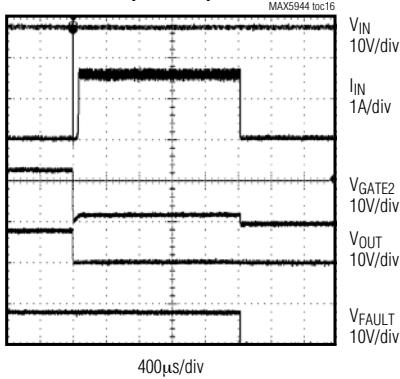 MAX5944 toc16
VIN
10V/div
IIN
1A/div
VGATE2
10V/div
VOUT
10V/div
VFAULT
10V/div
400µs/div